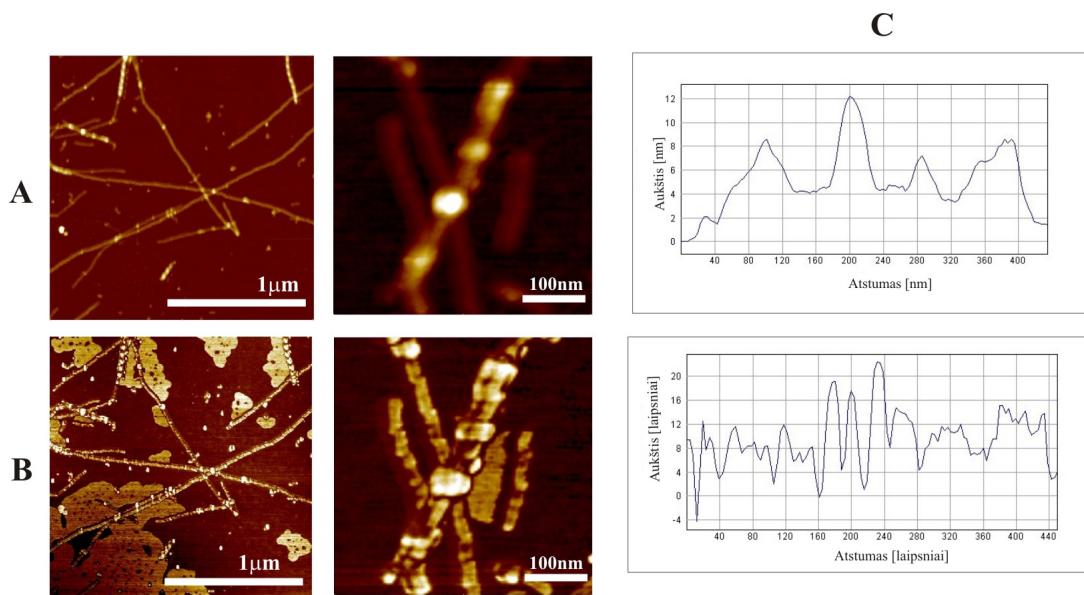 C
A
1μm
100nm
Aukštis [nm]
12
10
8
6
4
2
0
40 80 120 160 200 240 280 320 360 400
Atstumas [nm]
B
1μm
100nm
Aukštis [laipsniai]
20
16
12
8
4
0
-4
40 80 120 160 200 240 280 320 360 400 440
Atstumas [laipsniai]